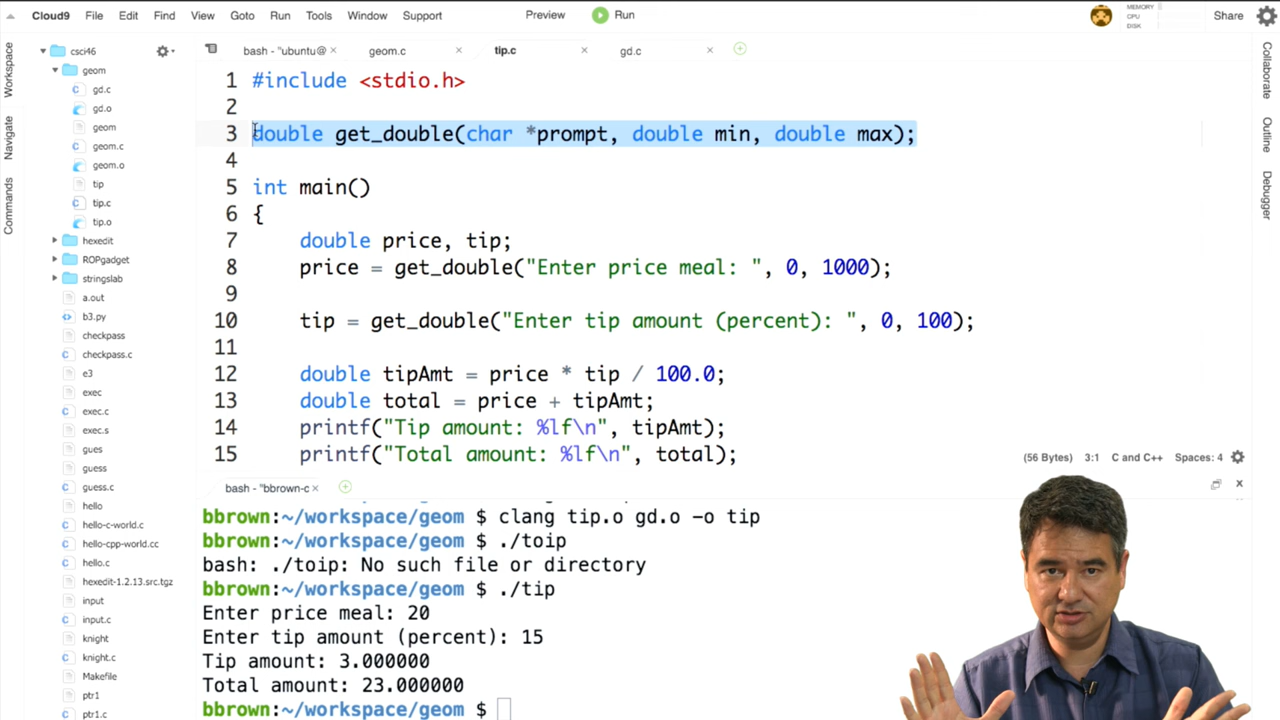 Cloud9 File Edit Find View Goto Run Tools Window Support Preview Run MEMORY CPU DISK Share
Workspace
Navigate
Commands
csci46
geom
gd.c
gd.o
geom
geom.c
geom.o
tip
tip.c
tip.o
hexedit
ROPgadget
stringslab
a.out
b3.py
checkpass
checkpass.c
e3
exec
exec.c
exec.s
gues
guess
guess.c
hello
hello-c-world.c
hello-cpp-world.cc
hello.c
hexedit-1.2.13.src.tgz
input
input.c
knight
knight.c
Makefile
ptr1
ptr1.c
bash - "ubuntu@ × geom.c × tip.c × gd.c ×
1 #include <stdio.h>
2
3 double get_double(char *prompt, double min, double max);
4
5 int main()
6 {
7 double price, tip;
8 price = get_double("Enter price meal: ", 0, 1000);
9
10 tip = get_double("Enter tip amount (percent): ", 0, 100);
11
12 double tipAmt = price * tip / 100.0;
13 double total = price + tipAmt;
14 printf("Tip amount: %lf\n", tipAmt);
15 printf("Total amount: %lf\n", total);
(56 Bytes) 3:1 C and C++ Spaces: 4
bash - "bbrown-c ×
bbrown:~/workspace/geom $ clang tip.o gd.o -o tip
bbrown:~/workspace/geom $ ./toip
bash: ./toip: No such file or directory
bbrown:~/workspace/geom $ ./tip
Enter price meal: 20
Enter tip amount (percent): 15
Tip amount: 3.000000
Total amount: 23.000000
bbrown:~/workspace/geom $
Collaborate
Outline
Debugger